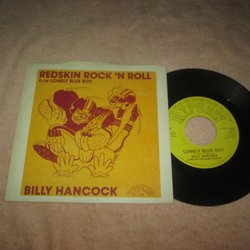 REDSKIN ROCK 'N ROLL
b/w LONELY BLUE BOY
BILLY HANCOCK
LONELY BLUE BOY
BILLY HANCOCK